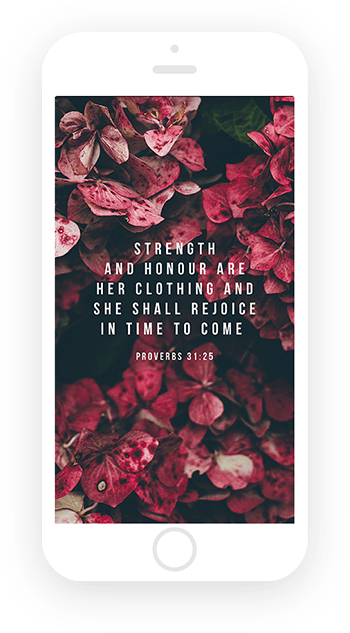 STRENGTH
AND HONOUR ARE
HER CLOTHING AND
SHE SHALL REJOICE
IN TIME TO COME
PROVERBS 31:25